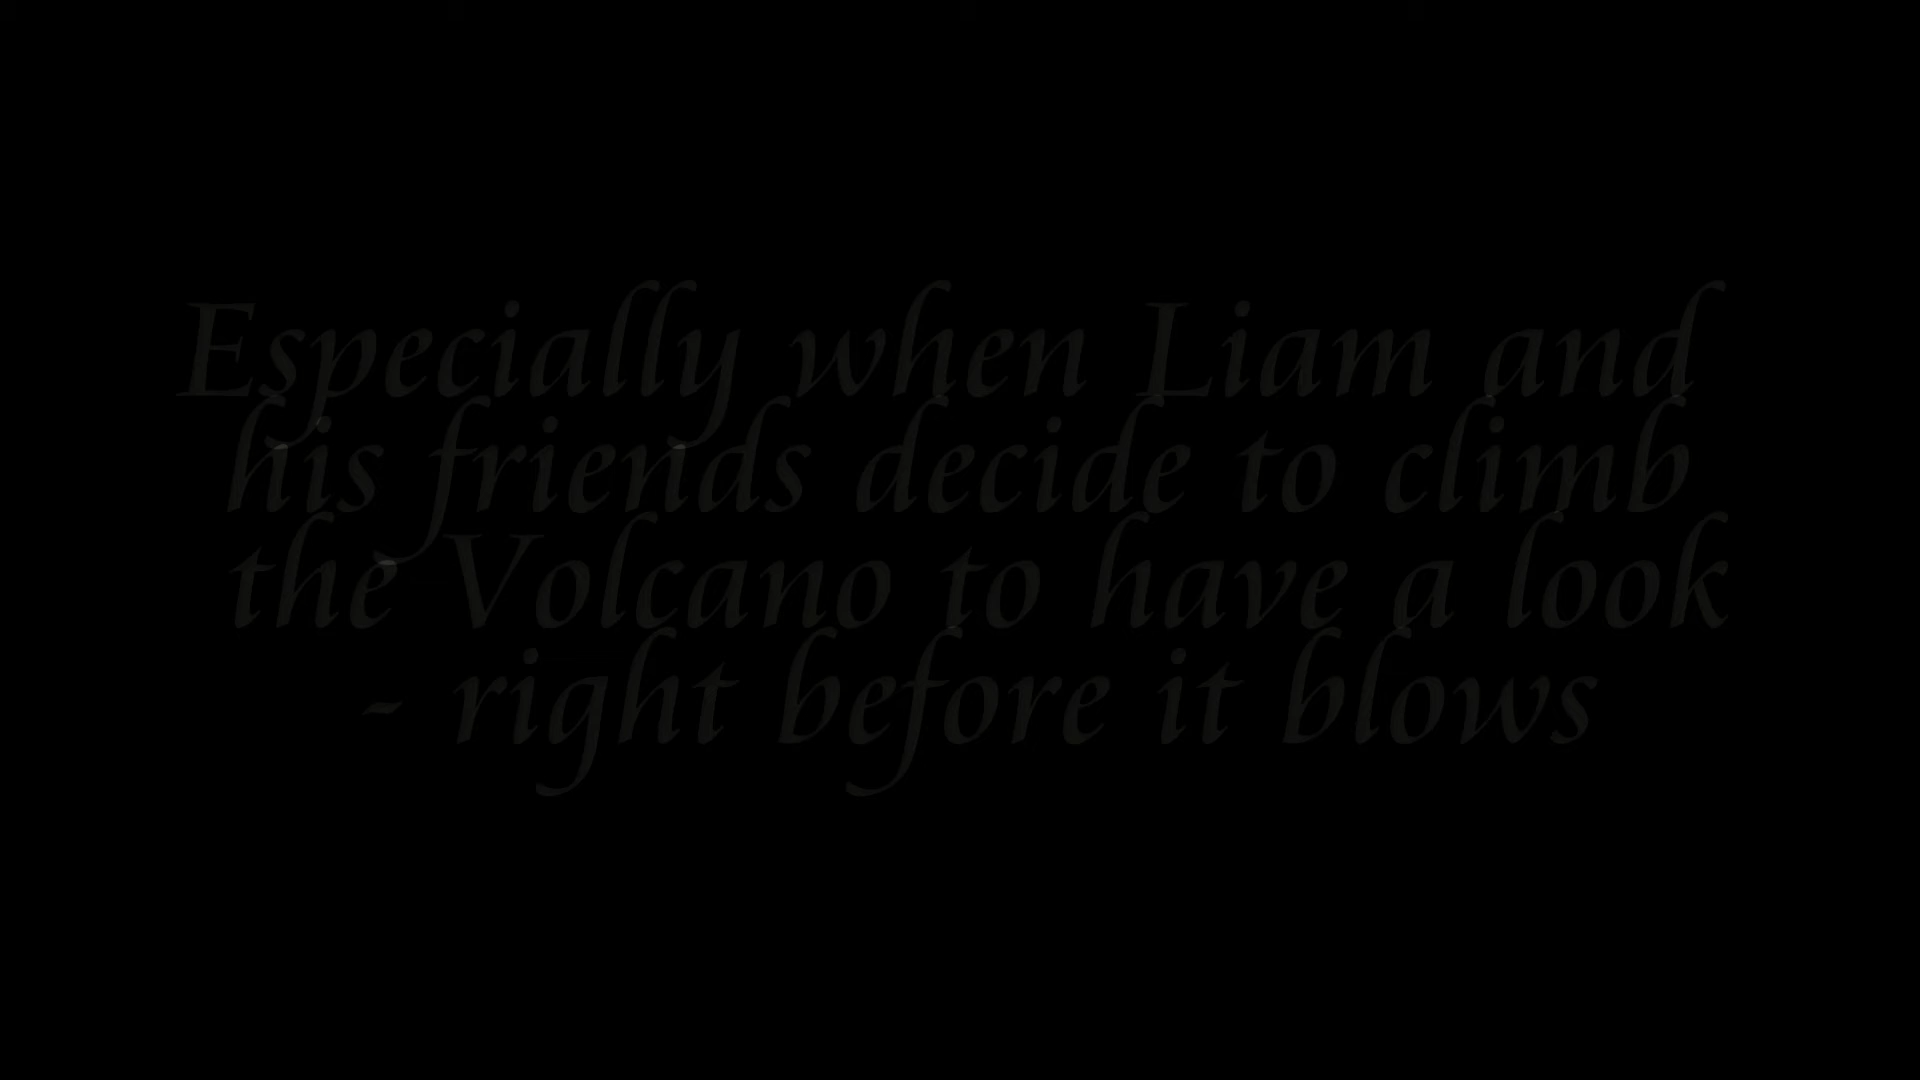 Especially when Liam and
his friends decide to climb
the Volcano to have a look
- right before it blows